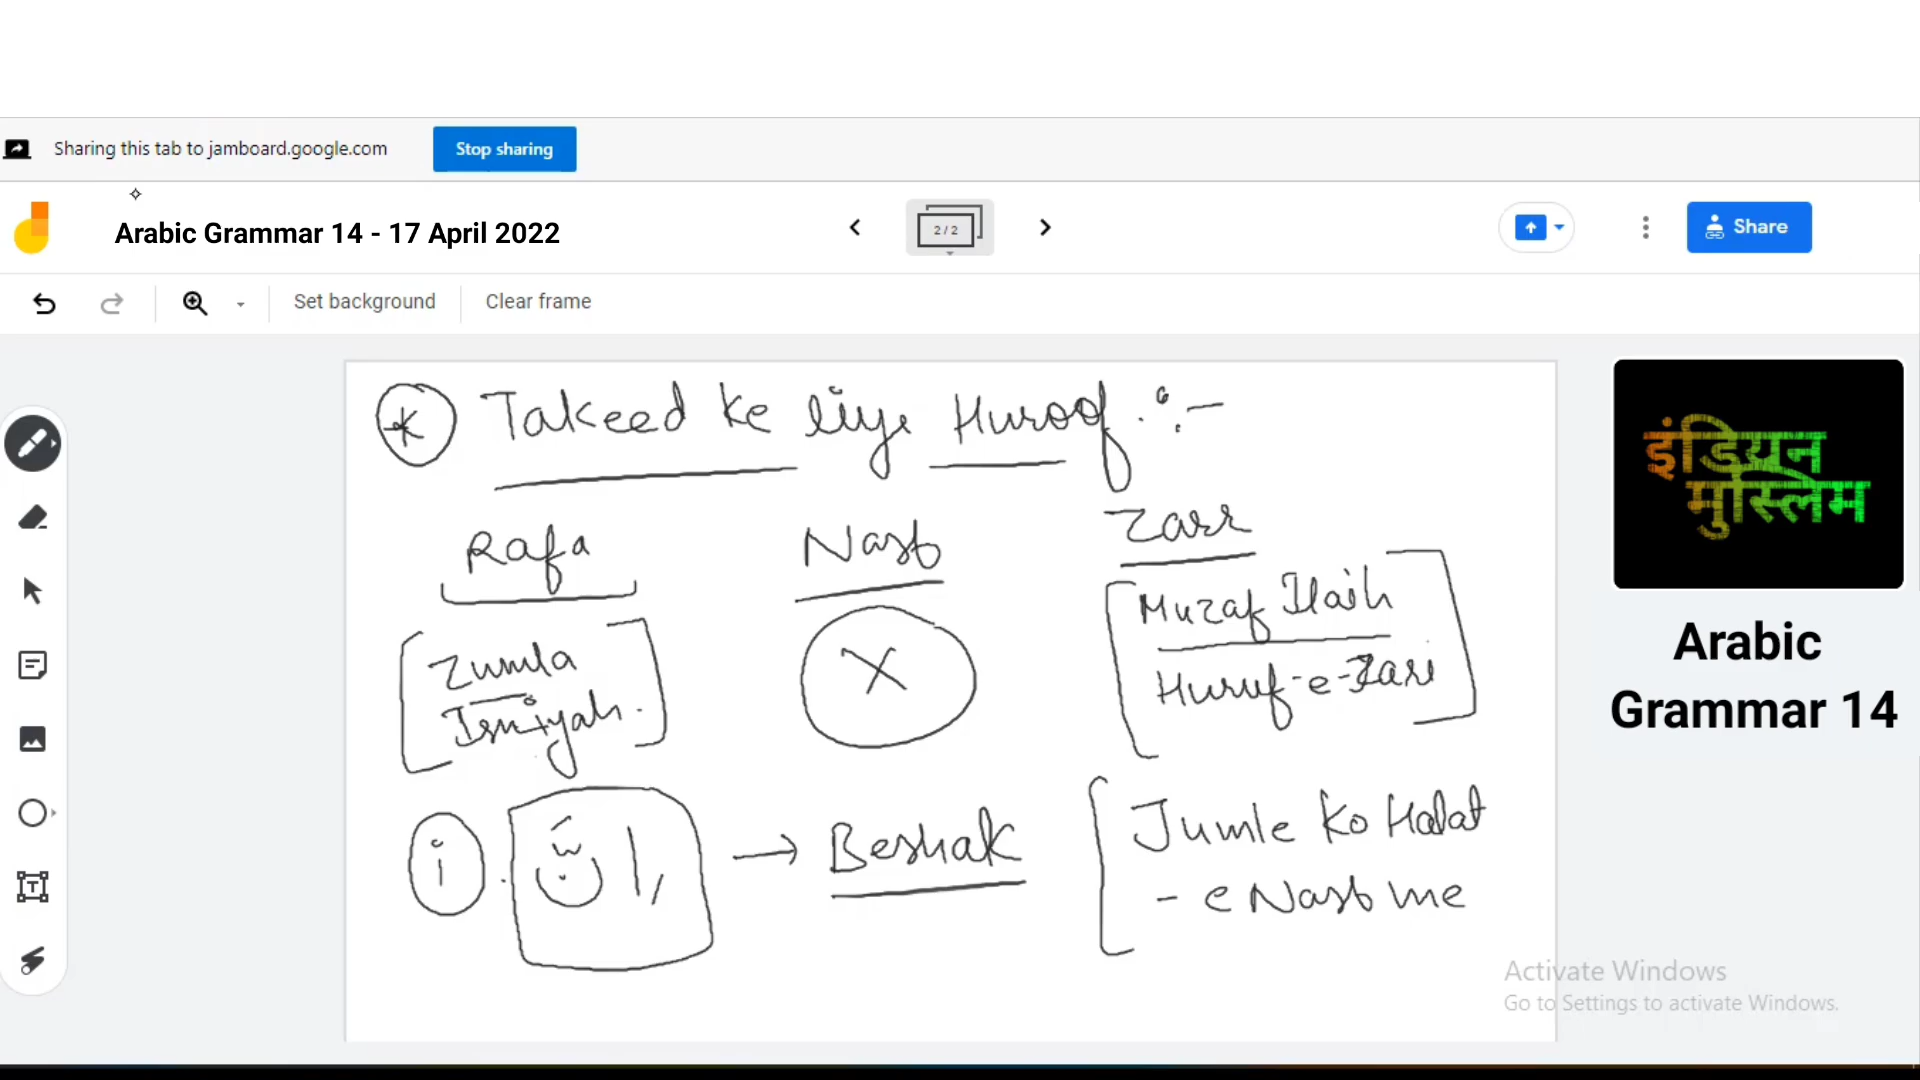 Sharing this tab to jamboard.google.com
Stop sharing
Arabic Grammar 14 - 17 April 2022
2 / 2
Share
Set background
Clear frame
Takeed ke liye Huroof :-
Rafa
Nasb
Zarr
Zumla
Ismiyah.
X
Muzaf Ilaih
Huruf-e-Zarr
i. إِنَّ → Beshak
Jumle ko Halat
- e Nasb me
इंडियन
मुस्लिम
Arabic
Grammar 14
Activate Windows
Go to Settings to activate Windows.